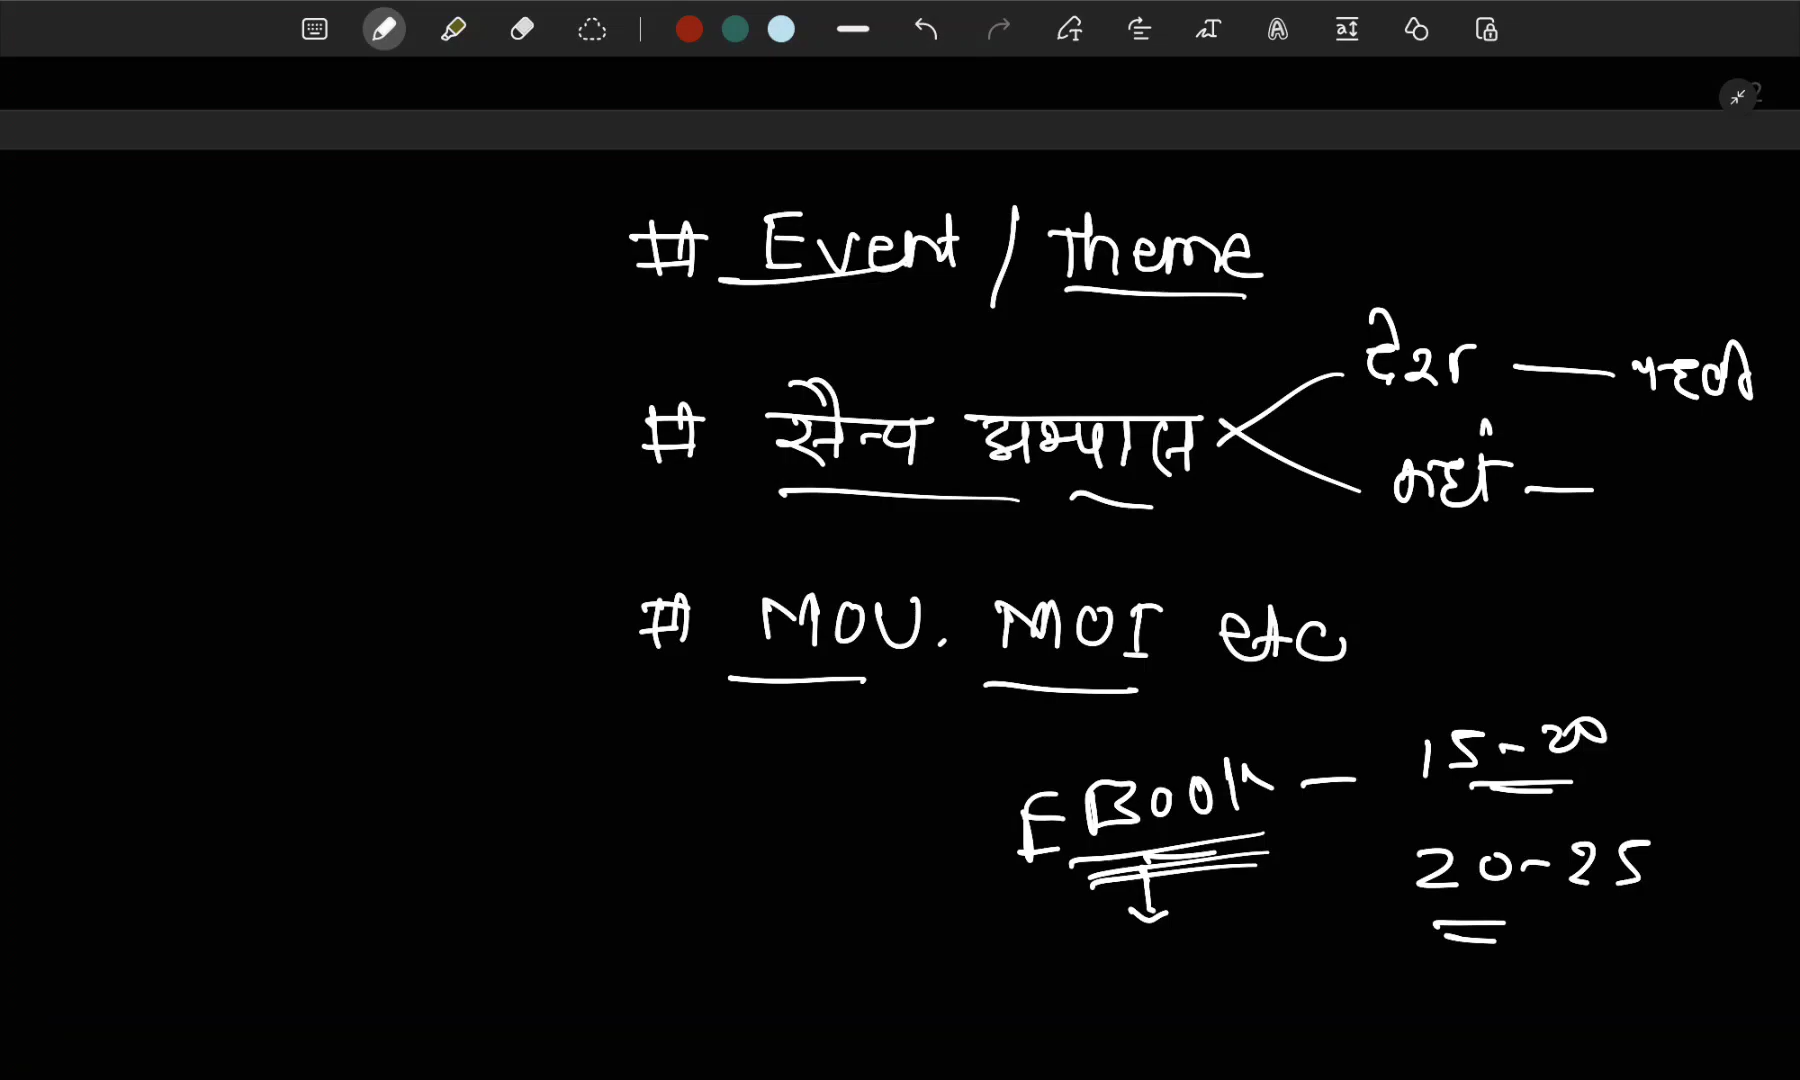 # Event / Theme
# सैन्य अभ्यास
देश — पहली
कहाँ —
# MOU. MOI etc
EBOOK — 15-20
20-25